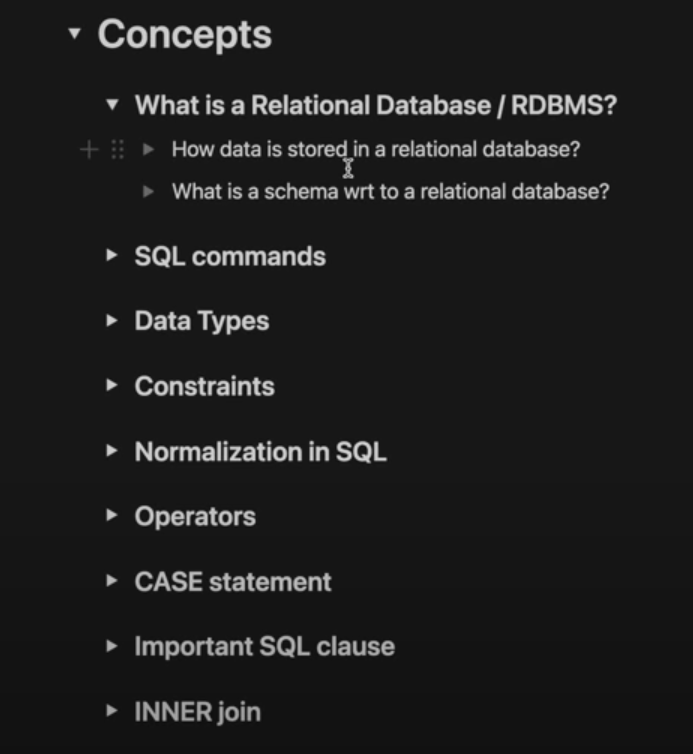 Concepts
What is a Relational Database / RDBMS?
How data is stored in a relational database?
What is a schema wrt to a relational database?
SQL commands
Data Types
Constraints
Normalization in SQL
Operators
CASE statement
Important SQL clause
INNER join